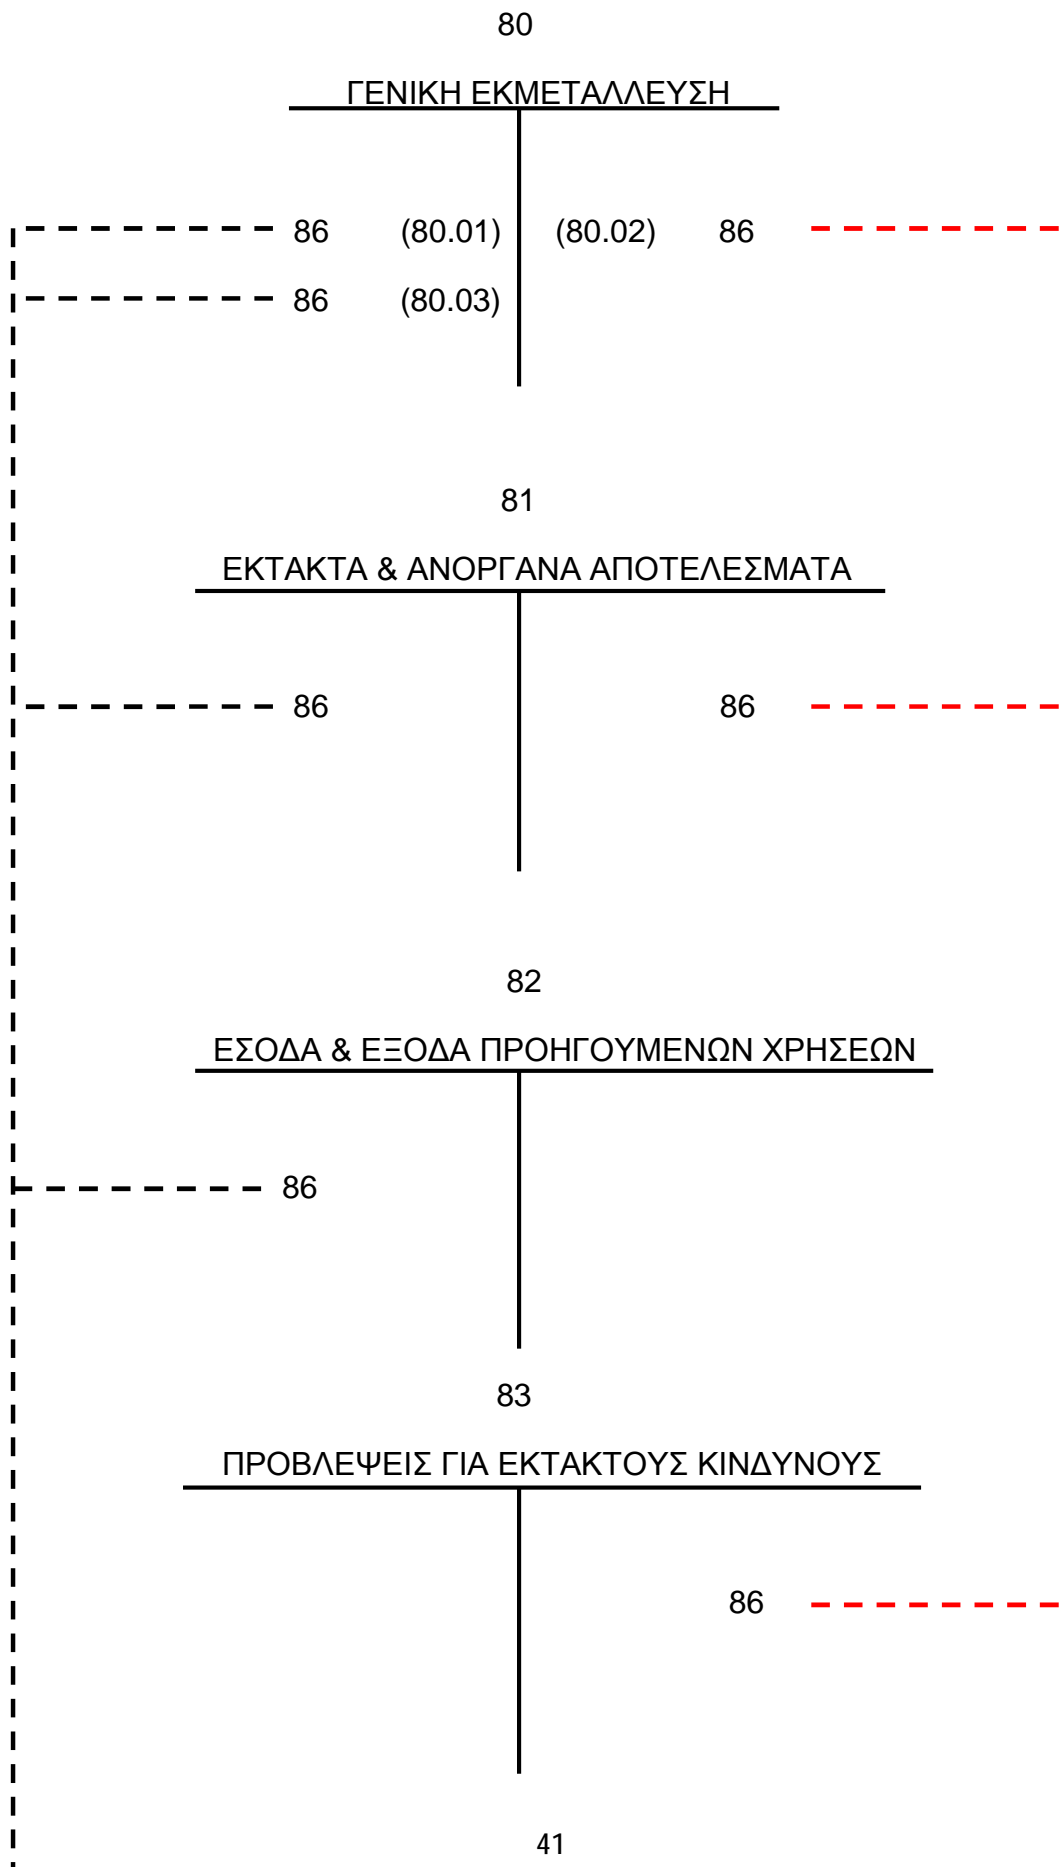 80
ΓΕΝΙΚΗ ΕΚΜΕΤΑΛΛΕΥΣΗ
86 (80.01) (80.02) 86
86 (80.03)
81
ΕΚΤΑΚΤΑ & ΑΝΟΡΓΑΝΑ ΑΠΟΤΕΛΕΣΜΑΤΑ
86 86
82
ΕΣΟΔΑ & ΕΞΟΔΑ ΠΡΟΗΓΟΥΜΕΝΩΝ ΧΡΗΣΕΩΝ
86
83
ΠΡΟΒΛΕΨΕΙΣ ΓΙΑ ΕΚΤΑΚΤΟΥΣ ΚΙΝΔΥΝΟΥΣ
86
41